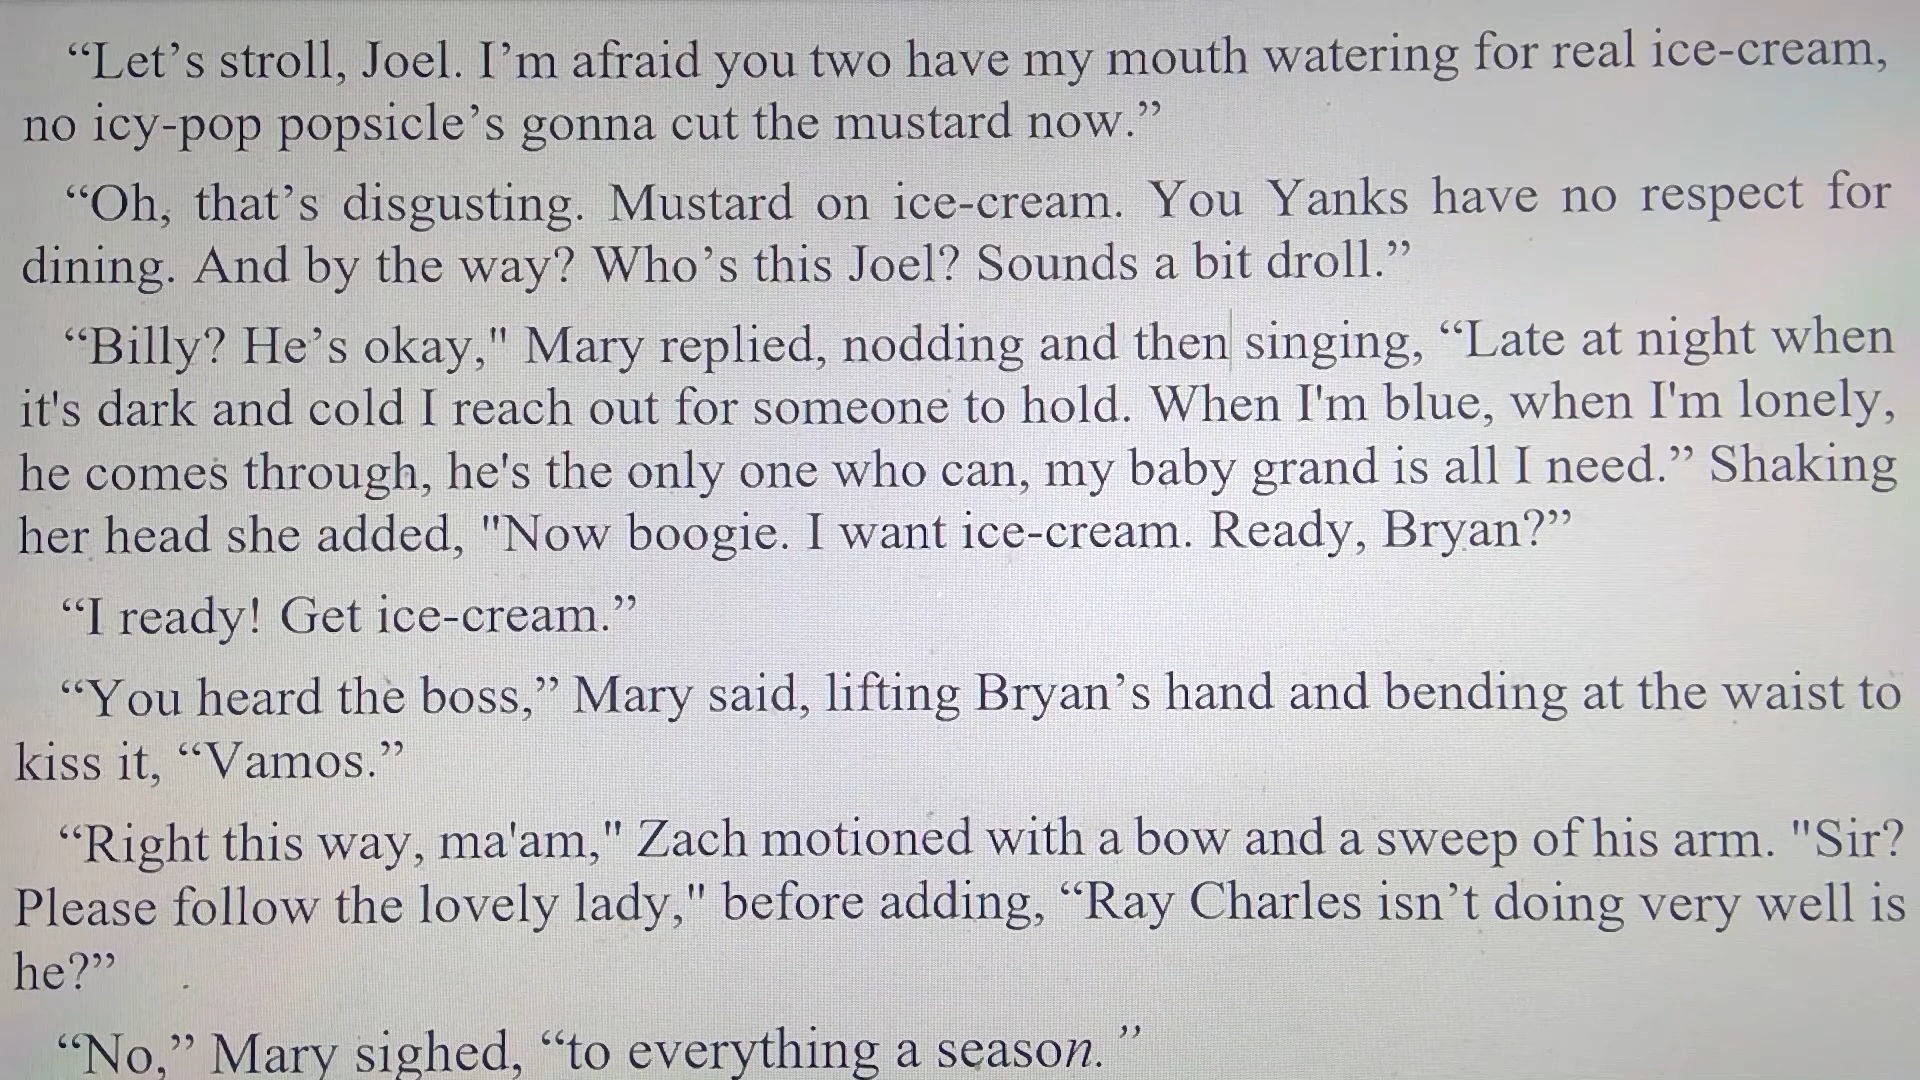 “Let’s stroll, Joel. I’m afraid you two have my mouth watering for real ice-cream,
no icy-pop popsicle’s gonna cut the mustard now.”
“Oh, that’s disgusting. Mustard on ice-cream. You Yanks have no respect for
dining. And by the way? Who’s this Joel? Sounds a bit droll.”
“Billy? He’s okay," Mary replied, nodding and then singing, “Late at night when
it's dark and cold I reach out for someone to hold. When I'm blue, when I'm lonely,
he comes through, he's the only one who can, my baby grand is all I need.” Shaking
her head she added, "Now boogie. I want ice-cream. Ready, Bryan?”
“I ready! Get ice-cream.”
“You heard the boss,” Mary said, lifting Bryan’s hand and bending at the waist to
kiss it, “Vamos.”
“Right this way, ma'am," Zach motioned with a bow and a sweep of his arm. "Sir?
Please follow the lovely lady," before adding, “Ray Charles isn’t doing very well is
he?”
“No,” Mary sighed, “to everything a season. ”